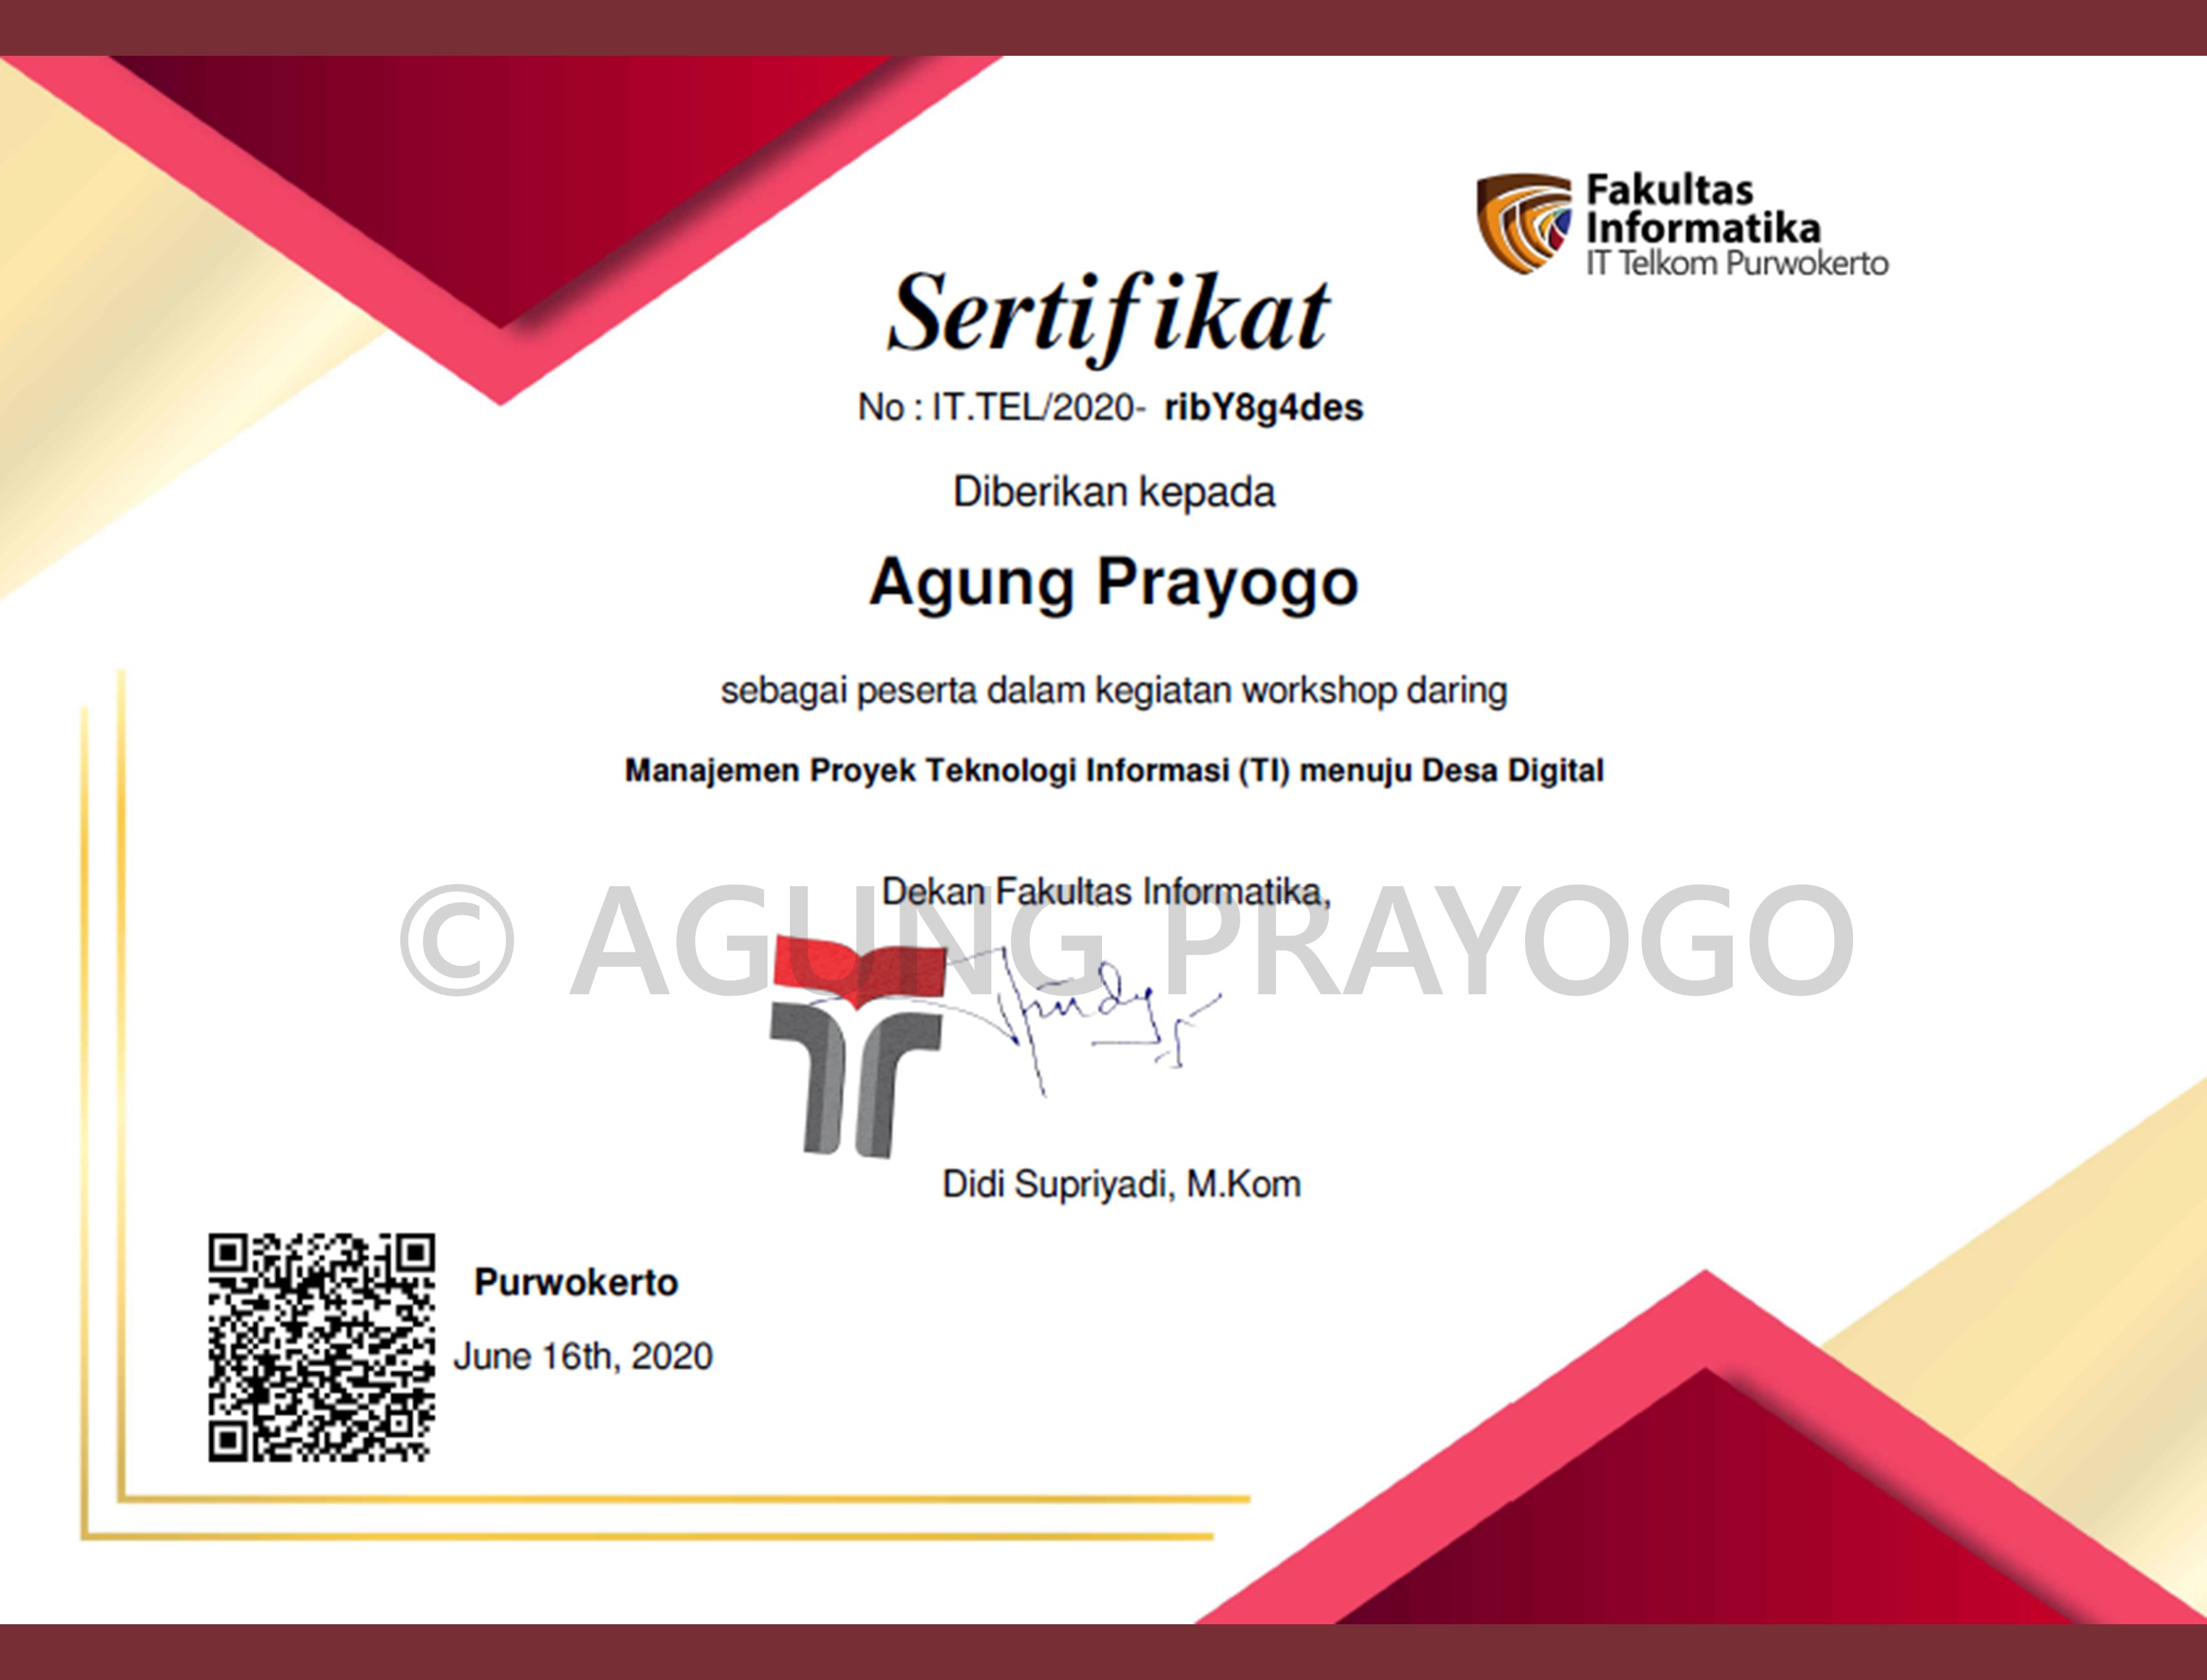 Fakultas
Informatika
IT Telkom Purwokerto
Sertifikat
No : IT.TEL/2020- ribY8g4des
Diberikan kepada
Agung Prayogo
sebagai peserta dalam kegiatan workshop daring
Manajemen Proyek Teknologi Informasi (TI) menuju Desa Digital
Dekan Fakultas Informatika,
© AGUNG PRAYOGO
Didi Supriyadi, M.Kom
Purwokerto
June 16th, 2020